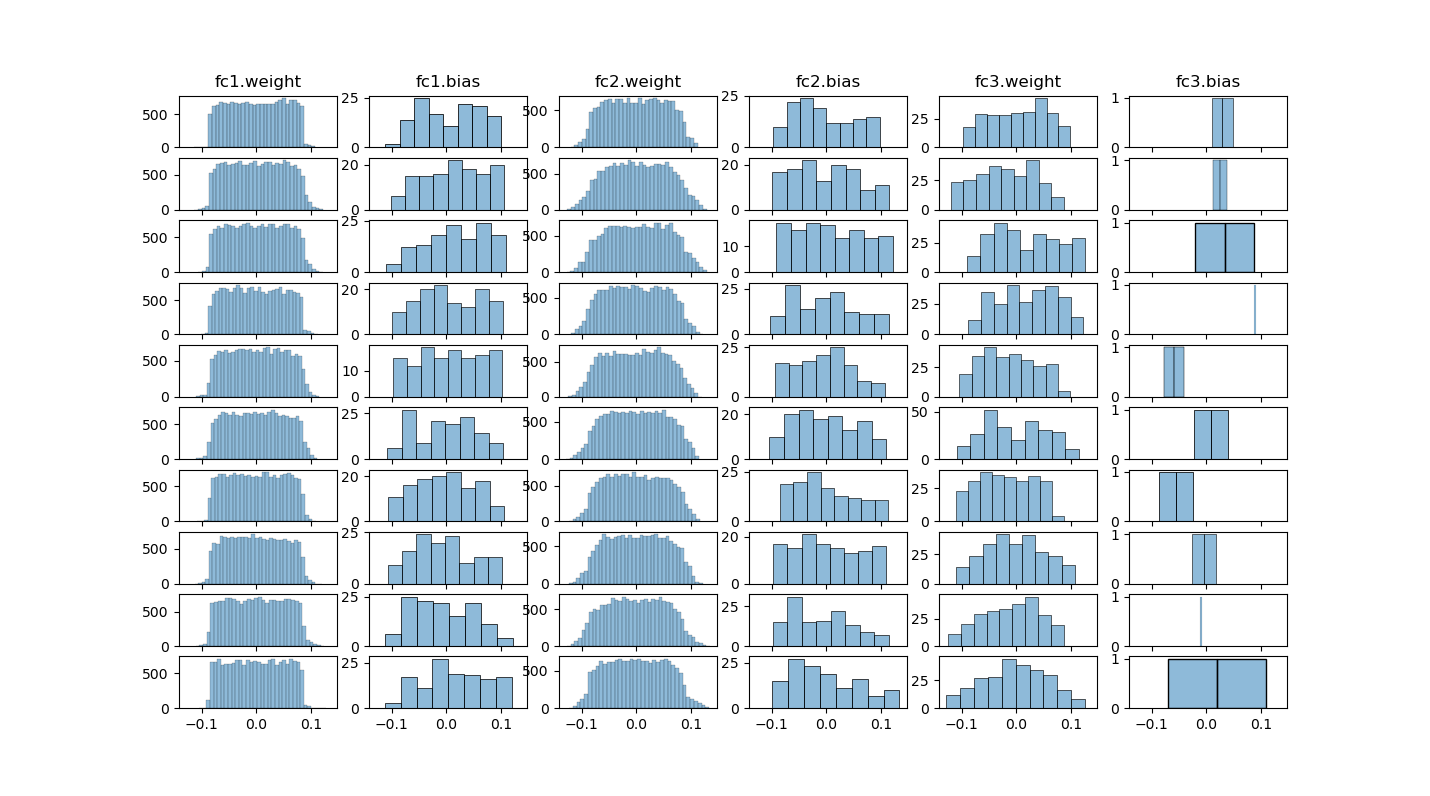 fc1.weight fc1.bias fc2.weight fc2.bias fc3.weight fc3.bias
500 0 25 0 500 0 25 0 25 0 1 0
500 0 20 0 500 0 20 0 25 0 1 0
500 0 25 0 500 0 10 0 25 0 1 0
500 0 20 0 500 0 25 0 25 0 1 0
500 0 10 0 500 0 25 0 25 0 1 0
500 0 25 0 500 0 20 0 50 0 1 0
500 0 20 0 500 0 25 0 25 0 1 0
500 0 25 0 500 0 20 0 25 0 1 0
500 0 25 0 500 0 25 0 25 0 1 0
500 0 25 0 500 0 25 0 25 0 1 0
−0.1 0.0 0.1 −0.1 0.0 0.1 −0.1 0.0 0.1 −0.1 0.0 0.1 −0.1 0.0 0.1 −0.1 0.0 0.1